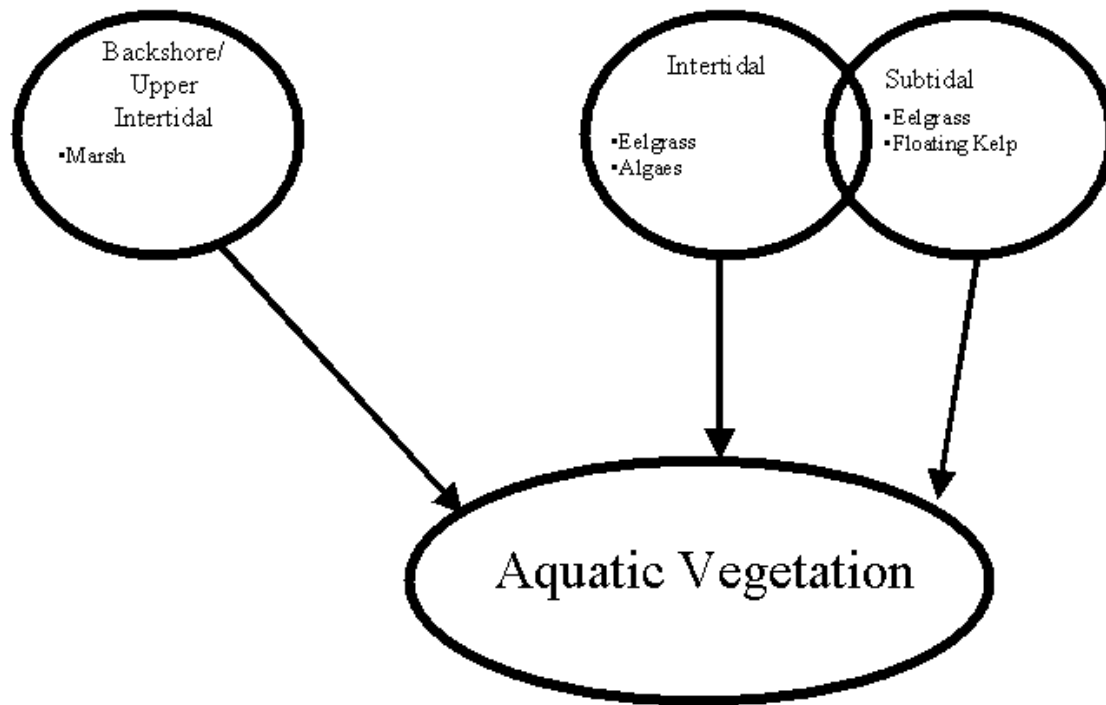 Backshore/
Upper
Intertidal
▪Marsh
Intertidal
▪Eelgrass
▪Algaes
Subtidal
▪Eelgrass
▪Floating Kelp
Aquatic Vegetation